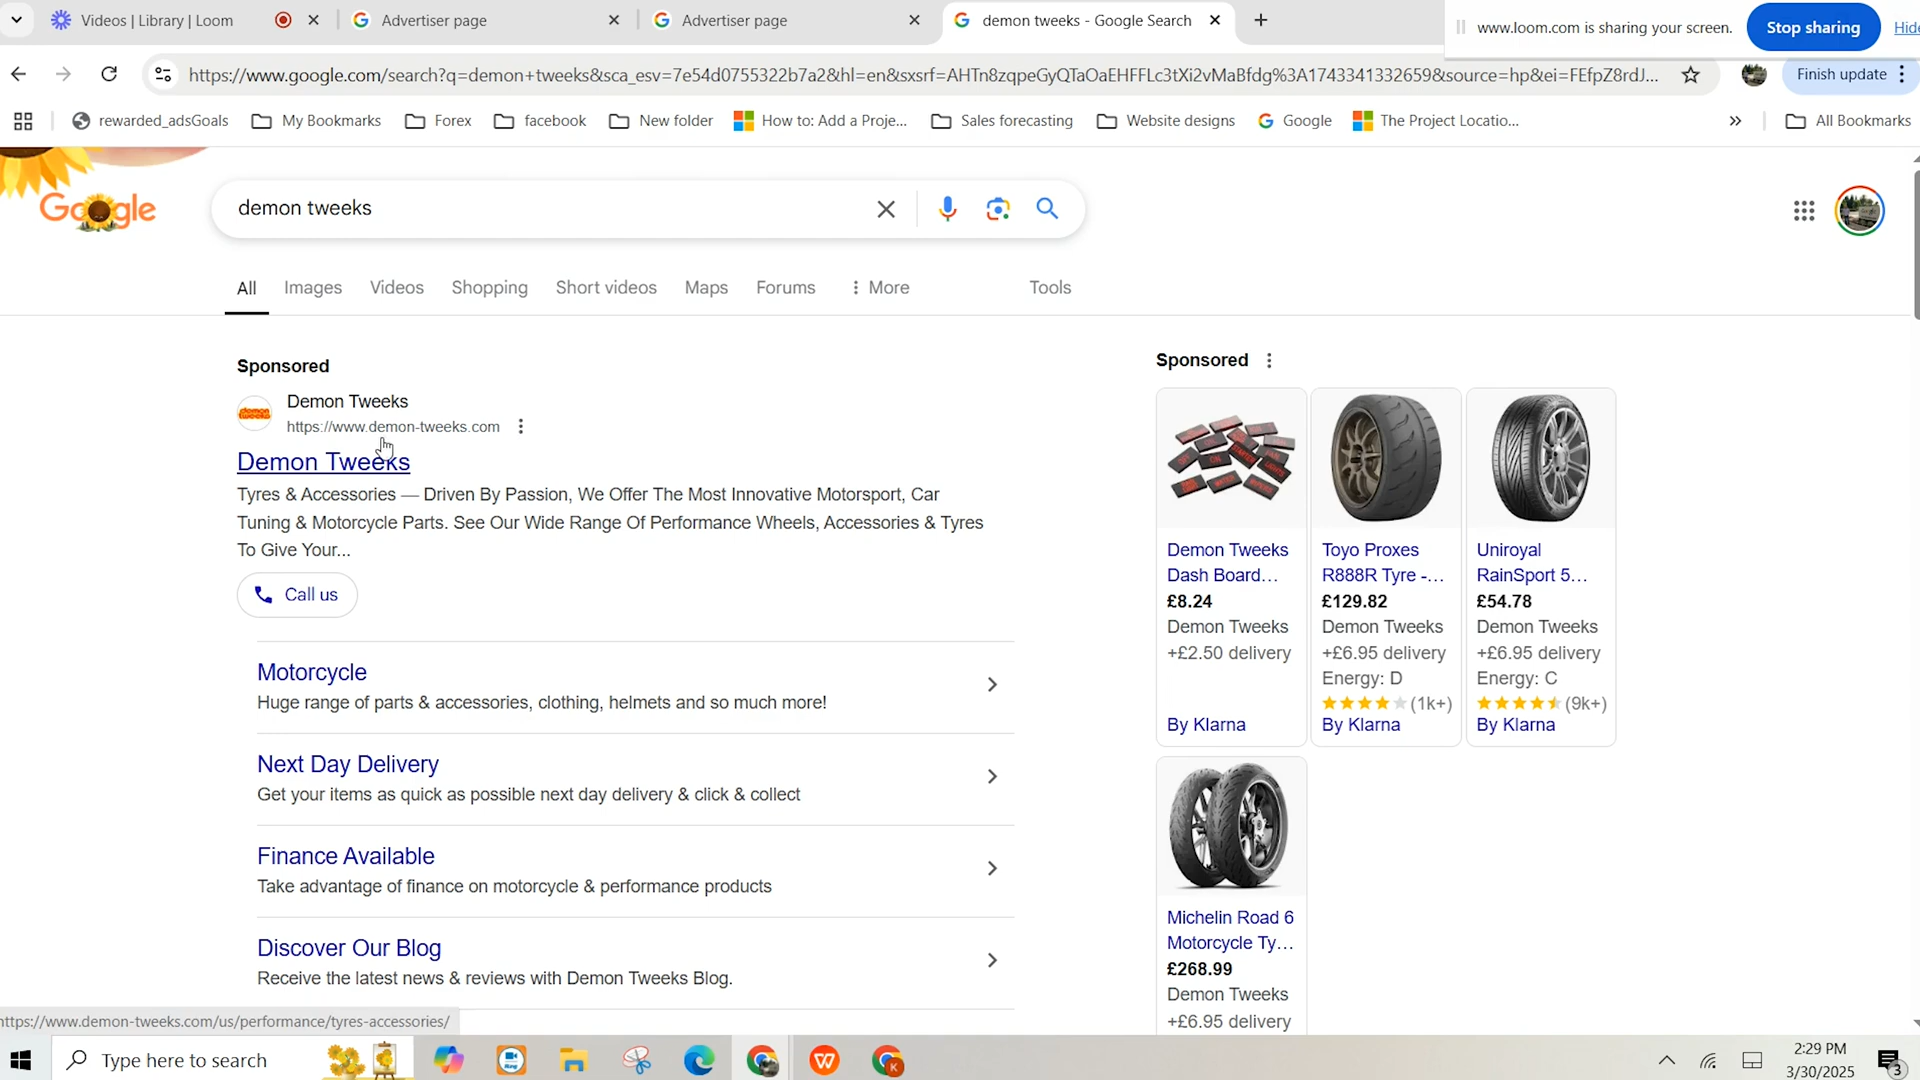 Videos | Library | Loom
Advertiser page
Advertiser page
demon tweeks - Google Search
www.loom.com is sharing your screen.
Stop sharing
Hide
https://www.google.com/search?q=demon+tweeks&sca_esv=7e54d0755322b7a2&hl=en&sxsrf=AHTn8zqpeGyQTaOaEHFFLc3tXi2vMaBfdg%3A1743341332659&source=hp&ei=FEfpZ8rdJ...
Finish update
rewarded_adsGoals
My Bookmarks
Forex
facebook
New folder
How to: Add a Proje...
Sales forecasting
Website designs
Google
The Project Locatio...
All Bookmarks
Google
demon tweeks
All
Images
Videos
Shopping
Short videos
Maps
Forums
More
Tools
Sponsored
demon tweeks
Demon Tweeks
https://www.demon-tweeks.com
Demon Tweeks
Tyres & Accessories — Driven By Passion, We Offer The Most Innovative Motorsport, Car
Tuning & Motorcycle Parts. See Our Wide Range Of Performance Wheels, Accessories & Tyres
To Give Your...
Call us
Motorcycle
Huge range of parts & accessories, clothing, helmets and so much more!
Next Day Delivery
Get your items as quick as possible next day delivery & click & collect
Finance Available
Take advantage of finance on motorcycle & performance products
Discover Our Blog
Receive the latest news & reviews with Demon Tweeks Blog.
Sponsored
Demon Tweeks
Dash Board...
£8.24
Demon Tweeks
+£2.50 delivery
By Klarna
Toyo Proxes
R888R Tyre -...
£129.82
Demon Tweeks
+£6.95 delivery
Energy: D
(1k+)
By Klarna
Uniroyal
RainSport 5...
£54.78
Demon Tweeks
+£6.95 delivery
Energy: C
(9k+)
By Klarna
Michelin Road 6
Motorcycle Ty...
£268.99
Demon Tweeks
+£6.95 delivery
https://www.demon-tweeks.com/us/performance/tyres-accessories/
Type here to search
2:29 PM
3/30/2025
3